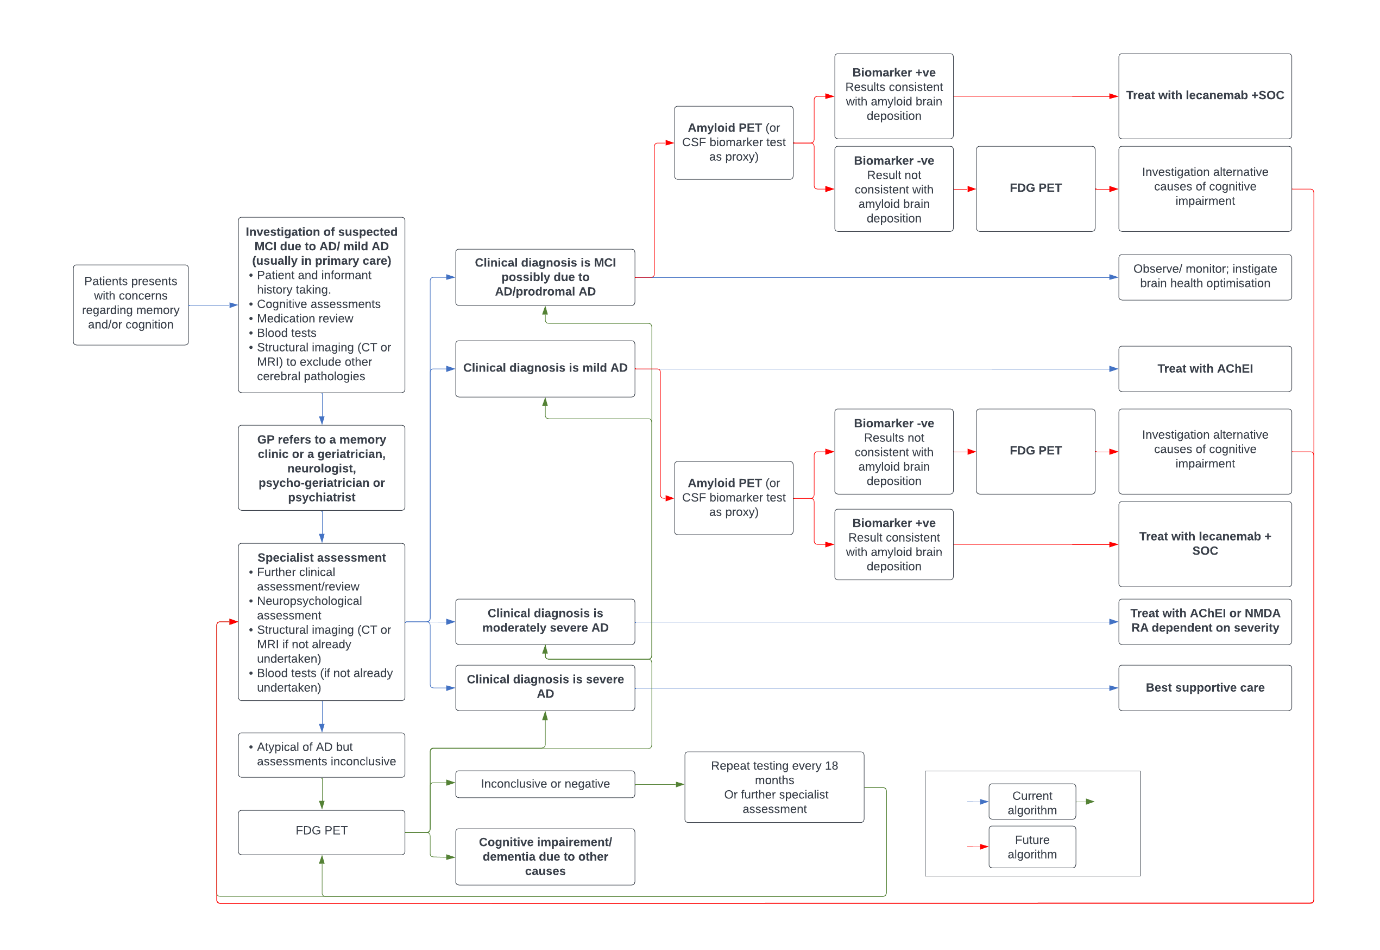 Patients presents
with concerns
regarding memory
and/or cognition
Investigation of suspected
MCI due to AD/ mild AD
(usually in primary care)
• Patient and informant
history taking.
• Cognitive assessments
• Medication review
• Blood tests
• Structural imaging (CT or
MRI) to exclude other
cerebral pathologies
GP refers to a memory
clinic or a geriatrician,
neurologist,
psycho-geriatrician or
psychiatrist
Specialist assessment
• Further clinical
assessment/review
• Neuropsychological
assessment
• Structural imaging (CT or
MRI if not already
undertaken)
• Blood tests (if not already
undertaken)
• Atypical of AD but
assessments inconclusive
FDG PET
Clinical diagnosis is MCI
possibly due to
AD/prodromal AD
Clinical diagnosis is mild AD
Clinical diagnosis is
moderately severe AD
Clinical diagnosis is severe
AD
Inconclusive or negative
Cognitive impairement/
dementia due to other
causes
Repeat testing every 18
months
Or further specialist
assessment
Amyloid PET (or
CSF biomarker test
as proxy)
Biomarker +ve
Results consistent
with amyloid brain
deposition
Treat with lecanemab +SOC
Biomarker -ve
Result not
consistent with
amyloid brain
deposition
FDG PET
Investigation alternative
causes of cognitive
impairment
Observe/ monitor; instigate
brain health optimisation
Treat with AChEI
Amyloid PET (or
CSF biomarker test
as proxy)
Biomarker -ve
Results not
consistent with
amyloid brain
deposition
FDG PET
Investigation alternative
causes of cognitive
impairment
Biomarker +ve
Result consistent
with amyloid brain
deposition
Treat with lecanemab +
SOC
Treat with AChEI or NMDA
RA dependent on severity
Best supportive care
Current
algorithm
Future
algorithm